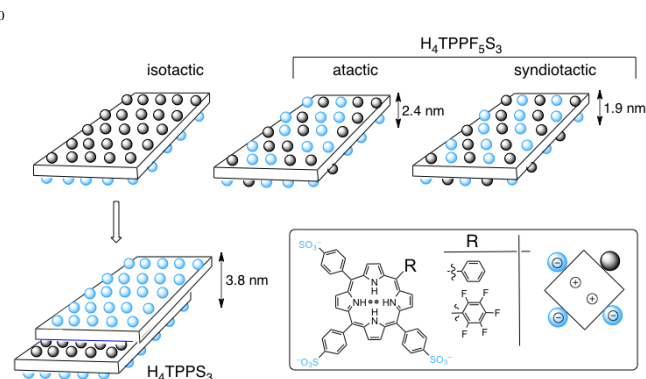 0
H4TPPF5S3
isotactic
atactic
syndiotactic
2.4 nm
1.9 nm
3.8 nm
H4TPPS3
SO3−
R
N
H
NH
HN
H
N
−O3S
SO3−
R
F
F
F
F
F
− +
+
− −